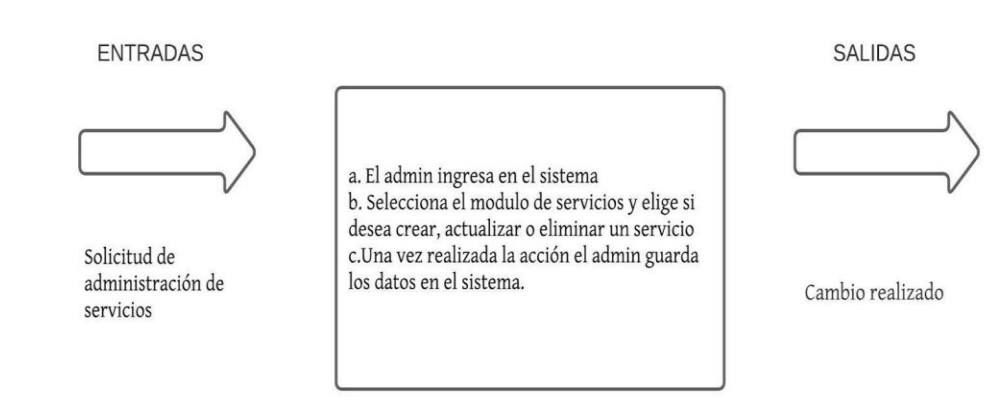 ENTRADAS
SALIDAS
a. El admin ingresa en el sistema
b. Selecciona el modulo de servicios y elige si
desea crear, actualizar o eliminar un servicio
c.Una vez realizada la acción el admin guarda
los datos en el sistema.
Solicitud de
administración de
servicios
Cambio realizado